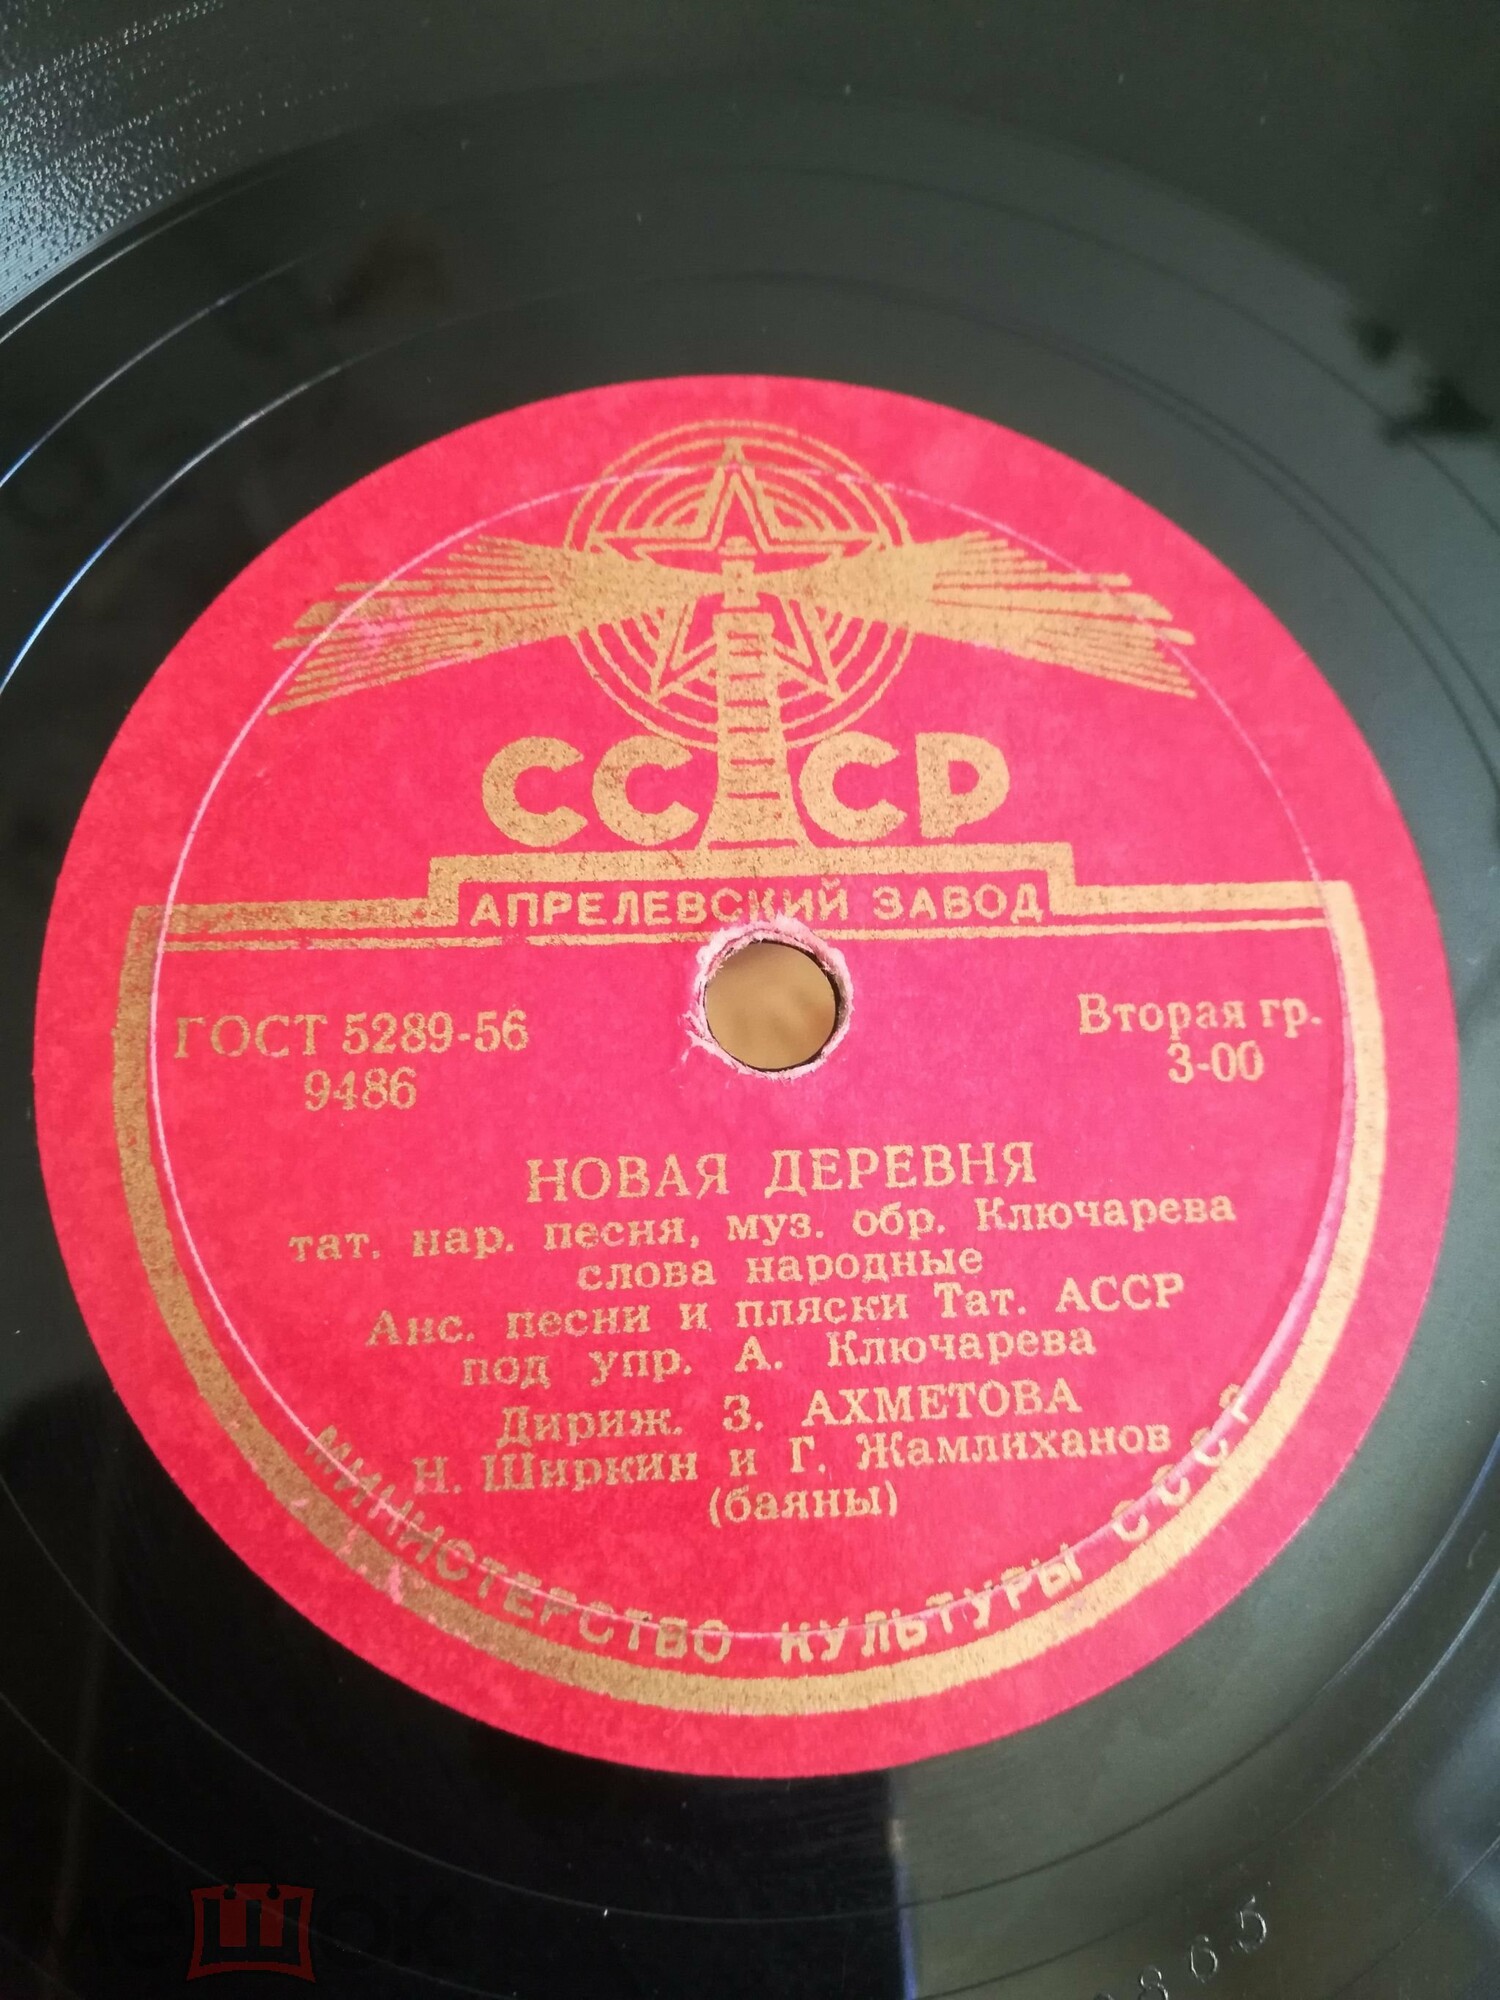 СССР
АПРЕЛЕВСКИЙ ЗАВОД
ГОСТ 5289-56
9486
Вторая гр.
3-00
НОВАЯ ДЕРЕВНЯ
тат. нар. песня, муз. обр. Ключарева
слова народные
Анс. песни и пляски Тат. АССР
под упр. А. Ключарева
Дириж. З. АХМЕТОВА
Н. Ширкин и Г. Жамлиханов
(баяны)
МИНИСТЕРСТВО КУЛЬТУРЫ СССР
865